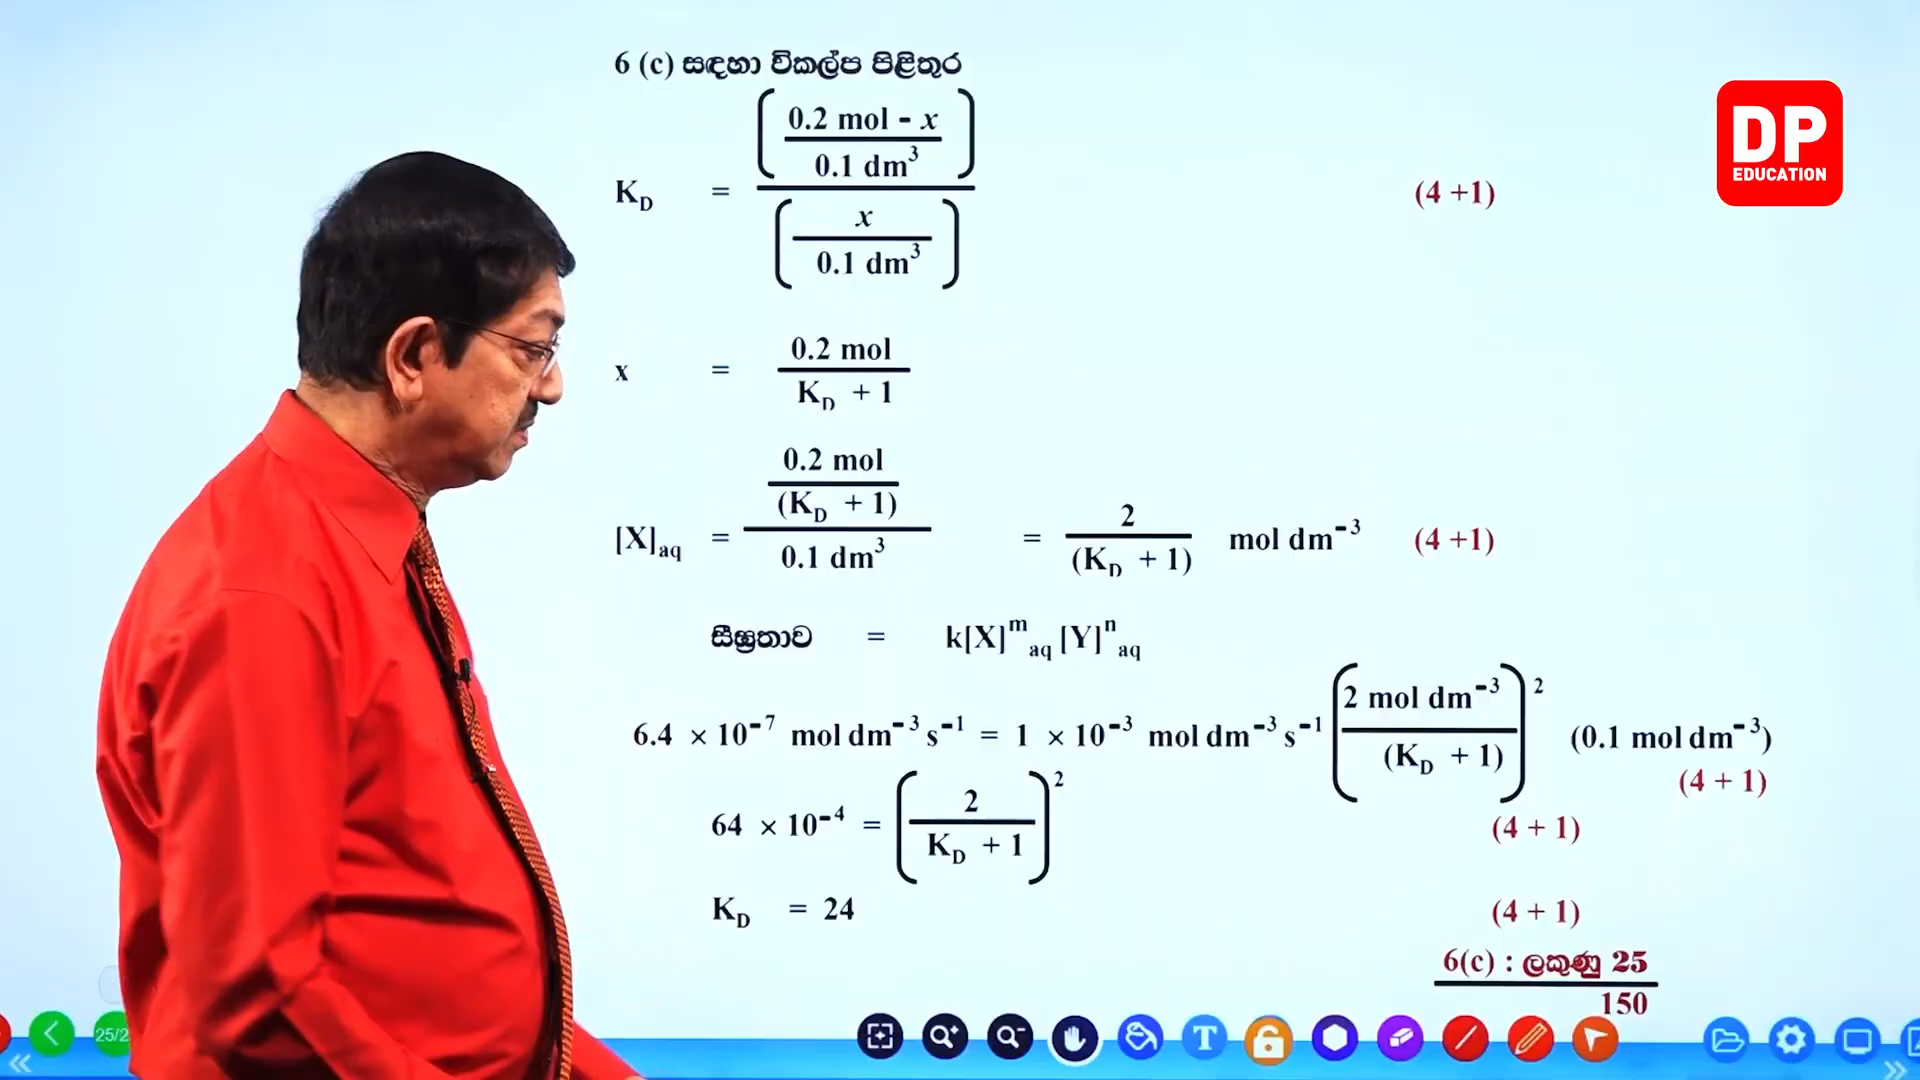 6 (c) සඳහා විකල්ප පිළිතුර
DP
EDUCATION
K_D = ((0.2 mol - x) / (0.1 dm³)) / (x / (0.1 dm³)) (4 +1)
x = 0.2 mol / (K_D + 1)
[X]_aq = (0.2 mol / (K_D + 1)) / (0.1 dm³) = 2 / (K_D + 1) mol dm⁻³ (4 +1)
සීඝ්‍රතාව = k[X]^m_aq [Y]^n_aq
6.4 × 10⁻⁷ mol dm⁻³ s⁻¹ = 1 × 10⁻³ mol dm⁻³ s⁻¹ (2 mol dm⁻³ / (K_D + 1))² (0.1 mol dm⁻³)
(4 + 1)
64 × 10⁻⁴ = (2 / (K_D + 1))² (4 + 1)
K_D = 24 (4 + 1)
6(c) : ලකුණු 25
150
25/2
T